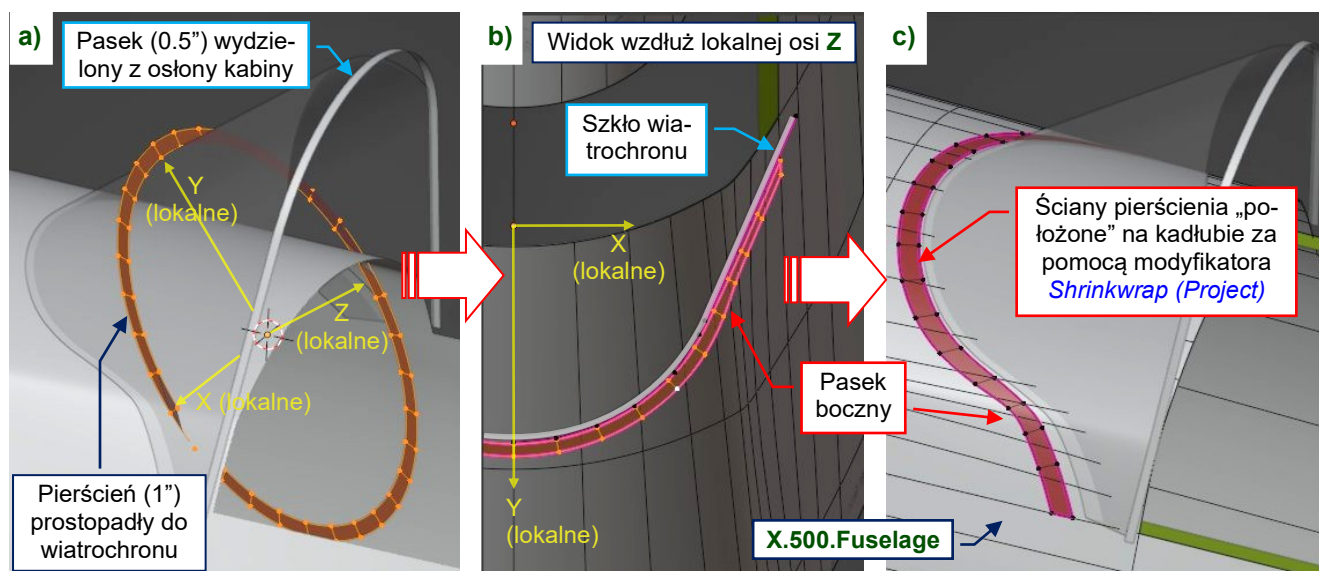 a)
Pasek (0.5”) wydzie-
lony z osłony kabiny
Y
(lokalne)
Z
(lokalne)
X (lokalne)
Pierścień (1”)
prostopadły do
wiatrochronu
b)
Widok wzdłuż lokalnej osi Z
Szkło wia-
trochronu
X
(lokalne)
Pasek
boczny
Y
(lokalne)
c)
Ściany pierścienia „po-
łożone” na kadłubie za
pomocą modyfikatora
Shrinkwrap (Project)
X.500.Fuselage